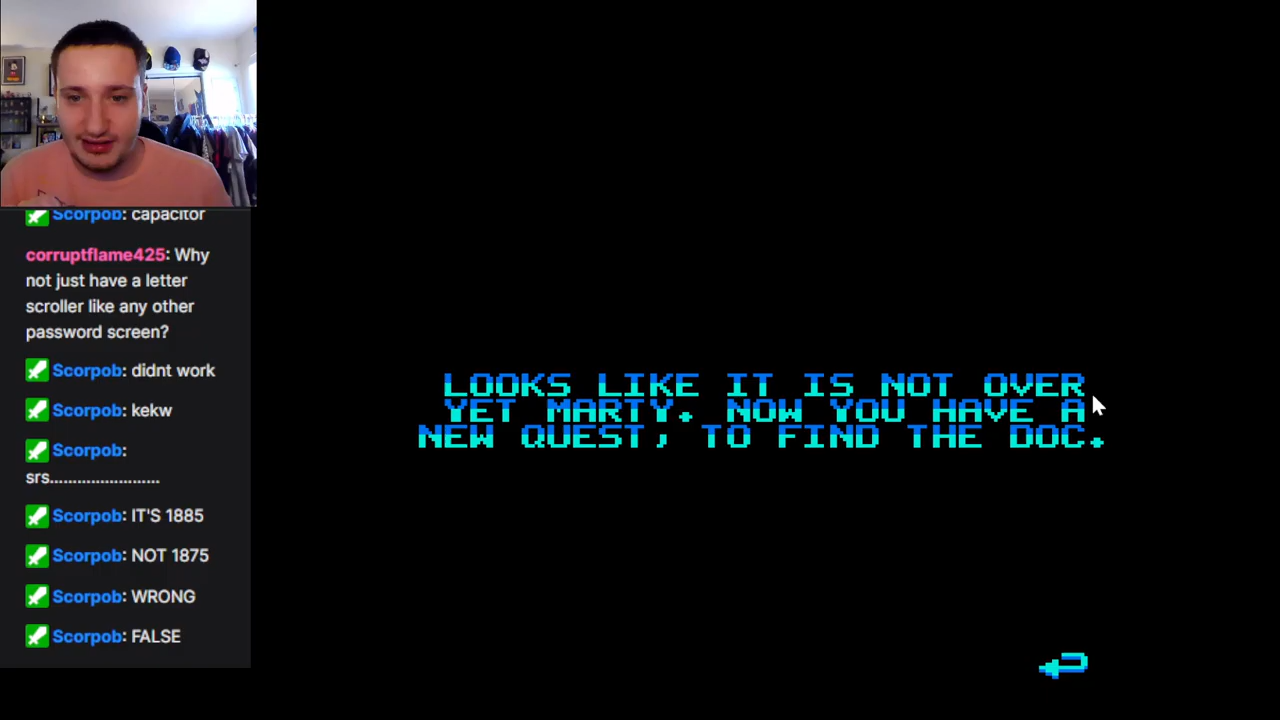 Scorpob: capacitor
corruptflame425: Why
not just have a letter
scroller like any other
password screen?
Scorpob: didnt work
Scorpob: kekw
Scorpob:
srs........................
Scorpob: IT'S 1885
Scorpob: NOT 1875
Scorpob: WRONG
Scorpob: FALSE
LOOKS LIKE IT IS NOT OVER
YET MARTY. NOW YOU HAVE A
NEW QUEST, TO FIND THE DOC.